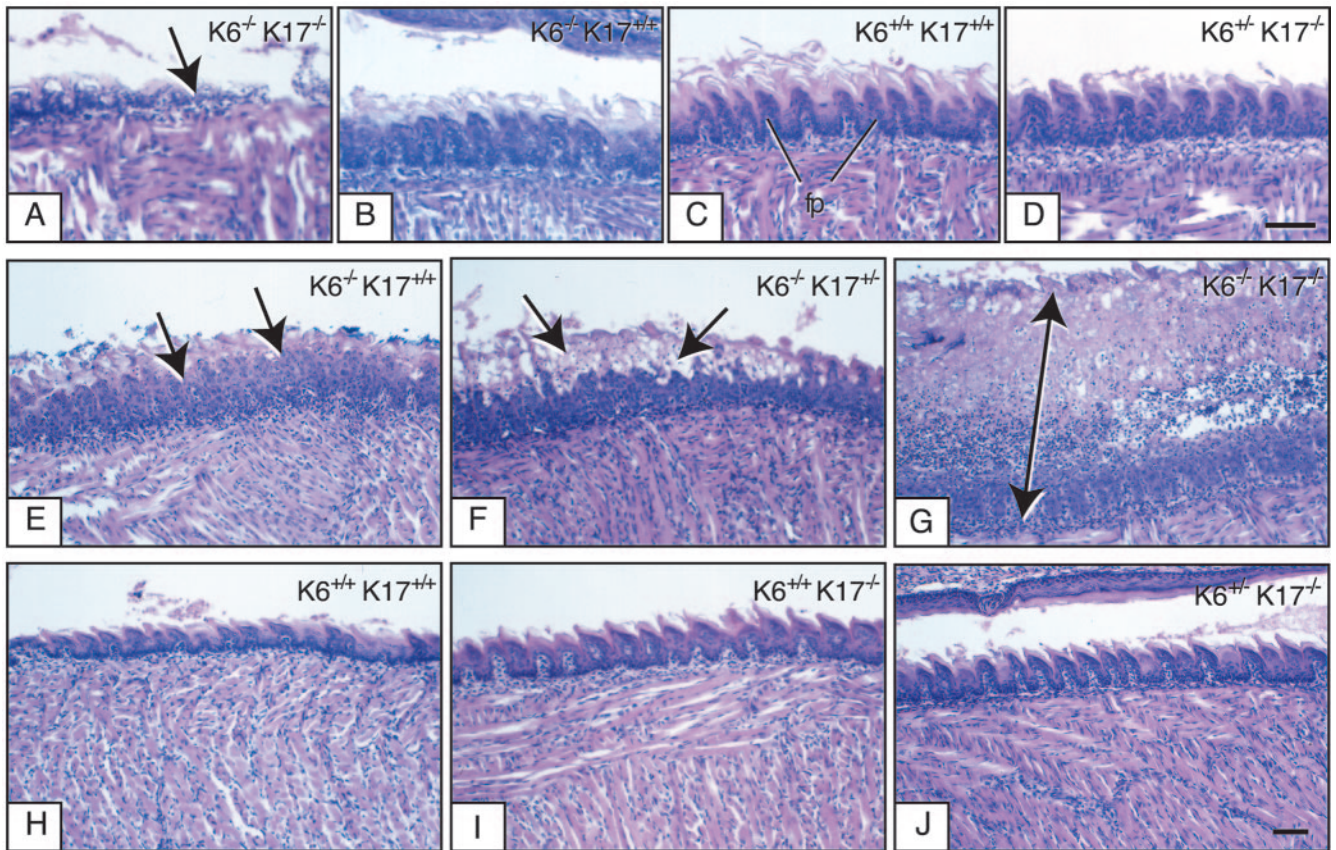 K6-/- K17-/-
A
K6-/- K17+/+
B
K6+/+ K17+/+
fp
C
K6+/- K17-/-
D
K6-/- K17+/+
E
K6-/- K17+/-
F
K6-/- K17-/-
G
K6+/+ K17+/+
H
K6+/+ K17-/-
I
K6+/- K17-/-
J